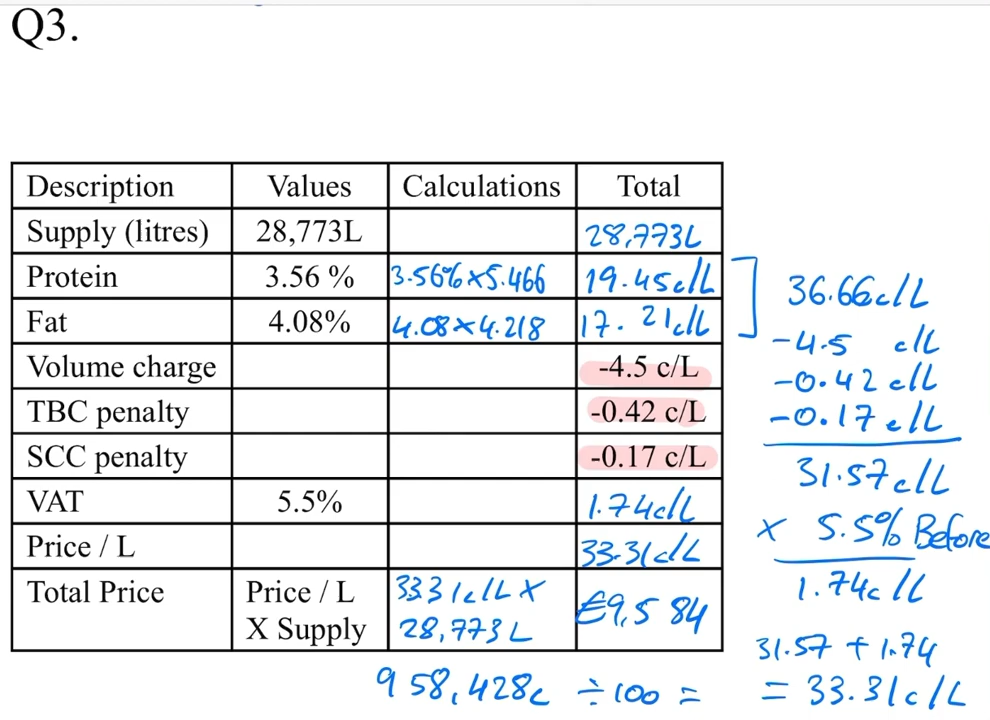 Q3.
Description Values Calculations Total
Supply (litres) 28,773L 28,773L
Protein 3.56 % 3.56%×5.466 19.45c/L
Fat 4.08% 4.08×4.218 17.21c/L
Volume charge -4.5 c/L
TBC penalty -0.42 c/L
SCC penalty -0.17 c/L
VAT 5.5% 1.74c/L
Price / L 33.31c/L
Total Price Price / L 33.31c/L × €9,584
X Supply 28,773L
958,428c ÷100 =
36.66c/L
-4.5 c/L
-0.42 c/L
-0.17 c/L
31.57c/L
× 5.5% Before
1.74c/L
31.57 + 1.74
= 33.31c/L